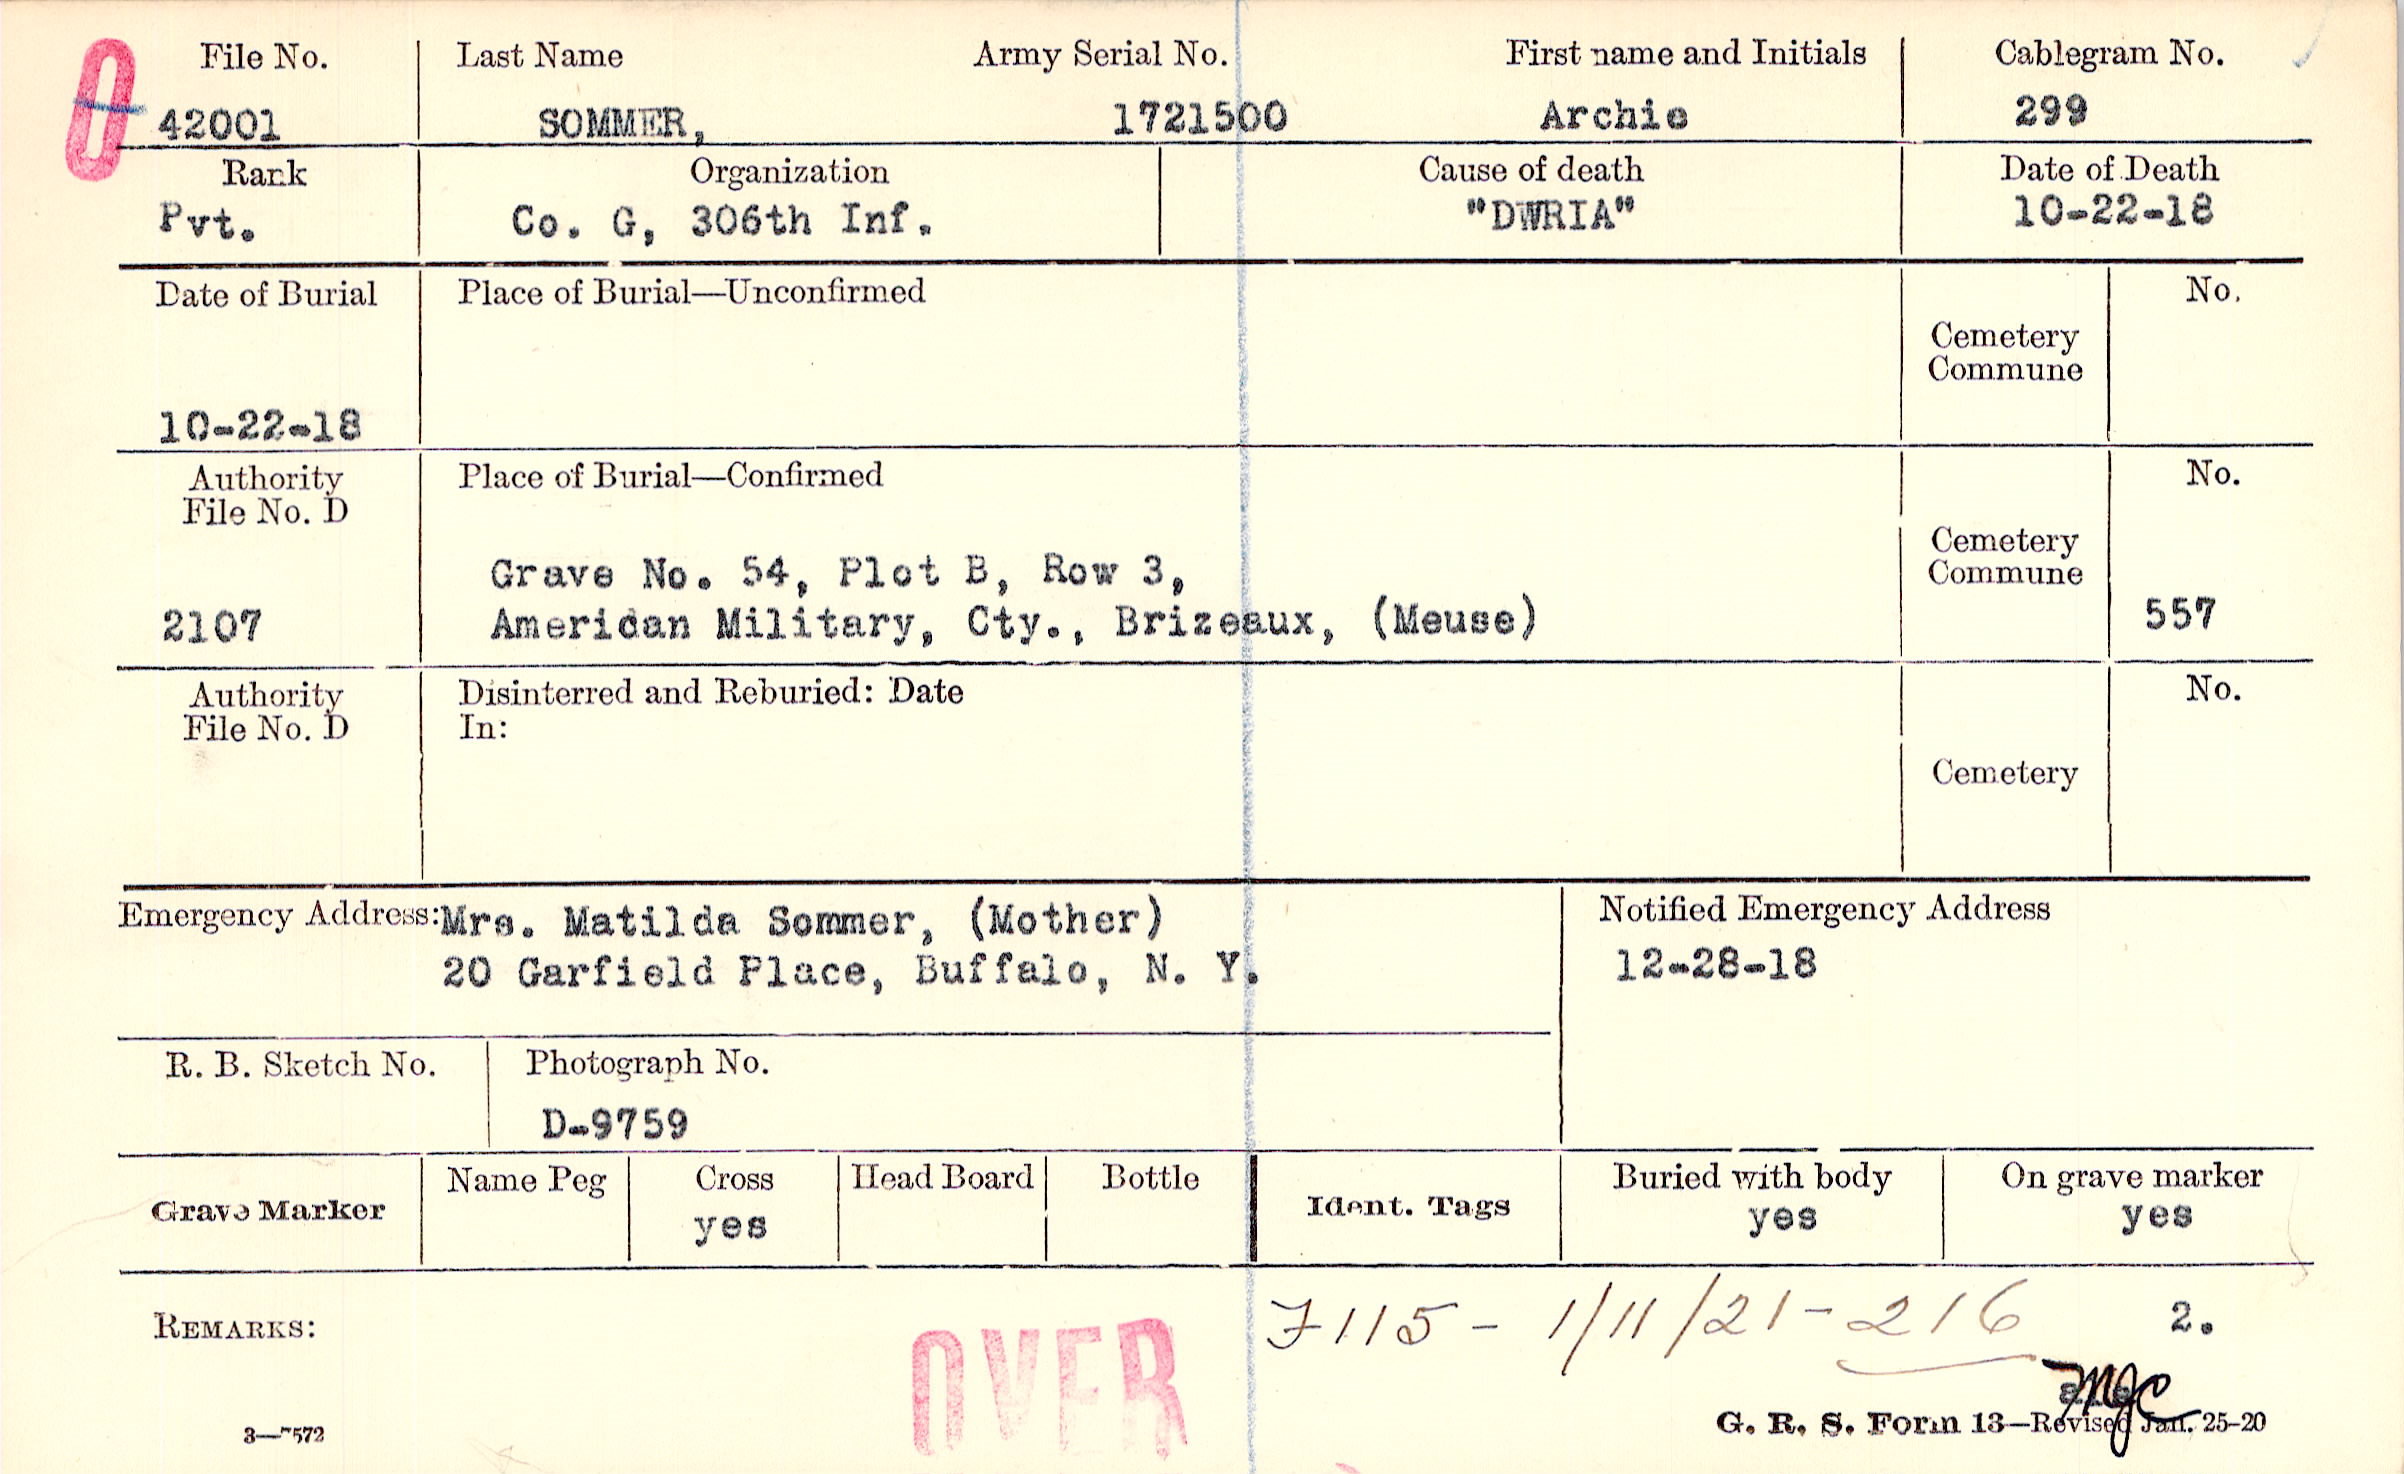 O
File No. Last Name Army Serial No. First name and Initials Cablegram No.
42001 SOMMER, 1721500 Archie 299
Rank Organization Cause of death Date of Death
Pvt. Co. G, 306th Inf. "DWRIA" 10-22-18
Date of Burial Place of Burial—Unconfirmed No.
Cemetery
Commune
10-22-18
Authority Place of Burial—Confirmed No.
File No. D
Cemetery
Commune
Grave No. 54, Plot B, Row 3,
2107 American Military, Cty., Brizeaux, (Meuse) 557
Authority Disinterred and Reburied: Date No.
File No. D In:
Cemetery
Emergency Address: Mrs. Matilda Sommer, (Mother) Notified Emergency Address
20 Garfield Place, Buffalo, N. Y. 12-28-18
R. B. Sketch No. Photograph No.
D-9759
Grave Marker Name Peg Cross Head Board Bottle Ident. Tags Buried with body On grave marker
yes yes yes
REMARKS: 7115 - 1/11/21 - 216 2.
OVER
MJC
3—7572 G. R. S. Form 13—Revised Jan. 25-20